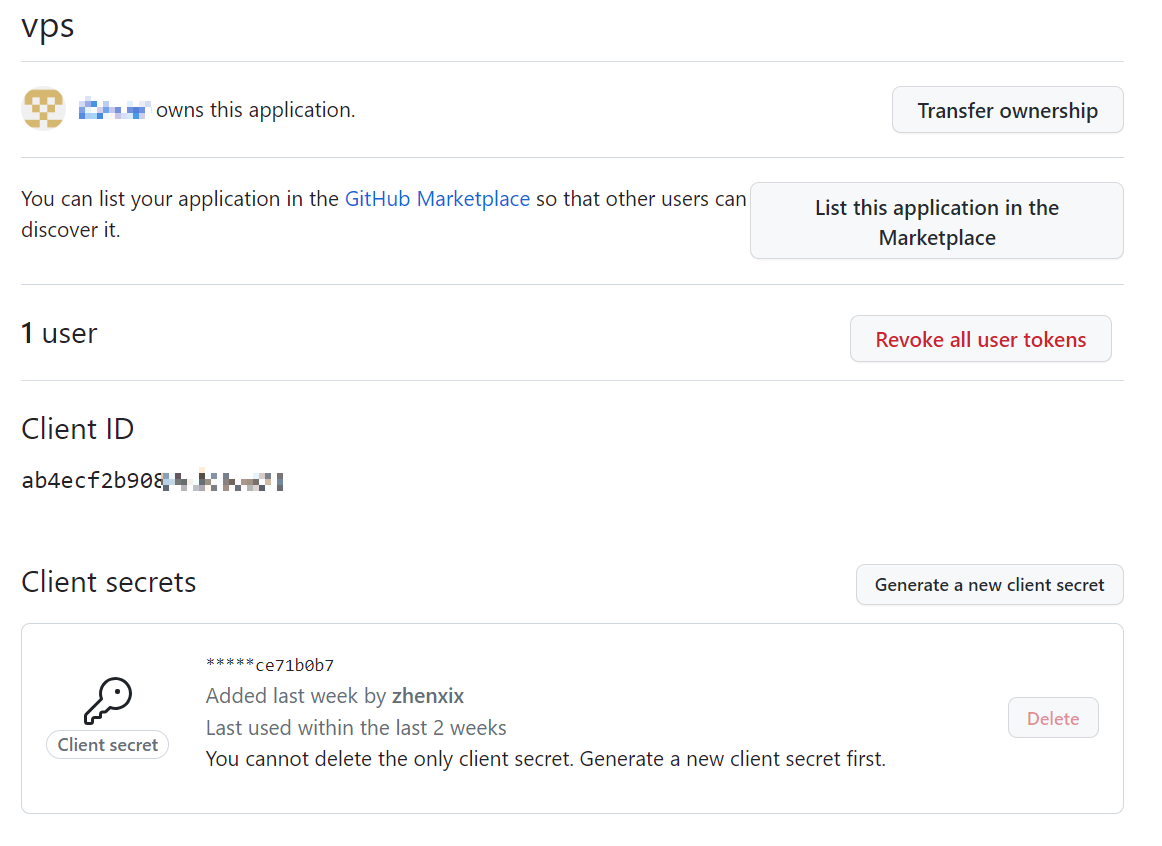 vps
owns this application.
Transfer ownership
You can list your application in the GitHub Marketplace so that other users can
discover it.
List this application in the
Marketplace
1 user
Revoke all user tokens
Client ID
ab4ecf2b908
Client secrets
Generate a new client secret
*****ce71b0b7
Added last week by zhenxix
Last used within the last 2 weeks
You cannot delete the only client secret. Generate a new client secret first.
Client secret
Delete